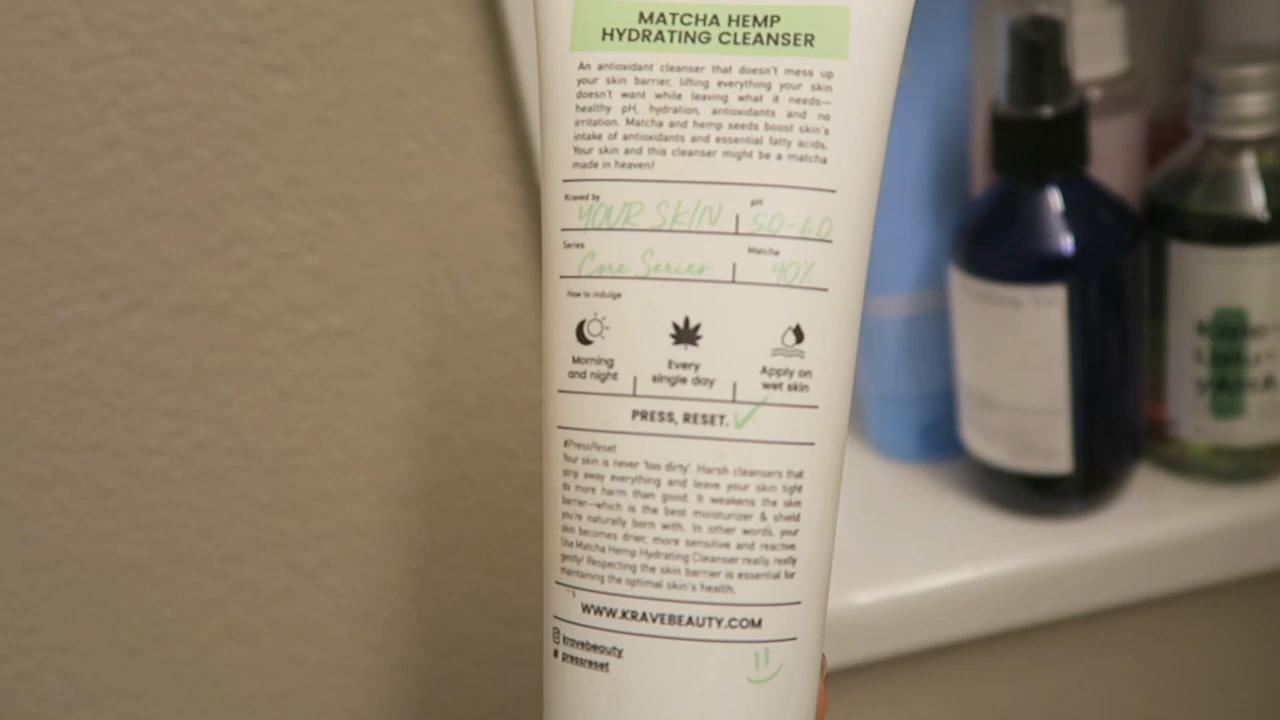 MATCHA HEMP
HYDRATING CLEANSER
An antioxidant cleanser that doesn't mess up
your skin barrier, lifting everything your skin
doesn't want while leaving what it needs—
healthy pH, hydration, antioxidants and no
irritation. Matcha and hemp seeds boost skin's
intake of antioxidants and essential fatty acids.
Your skin and this cleanser might be a matcha
made in heaven!
Kraved by
YOUR SKIN
pH
5.0-6.0
Series
Core Series
Matcha
40%
How to indulge
Morning
and night
Every
single day
Apply on
wet skin
PRESS, RESET.
#PressReset
Your skin is never 'too dirty'. Harsh cleansers that
strip away everything and leave your skin tight
do more harm than good. It weakens the skin
barrier—which is the best moisturizer & shield
you're naturally born with. In other words, your
skin becomes drier, more sensitive and reactive.
Use Matcha Hemp Hydrating Cleanser really, really
gently! Respecting the skin barrier is essential for
maintaining the optimal skin's health.
WWW.KRAVEBEAUTY.COM
kravebeauty
# pressreset